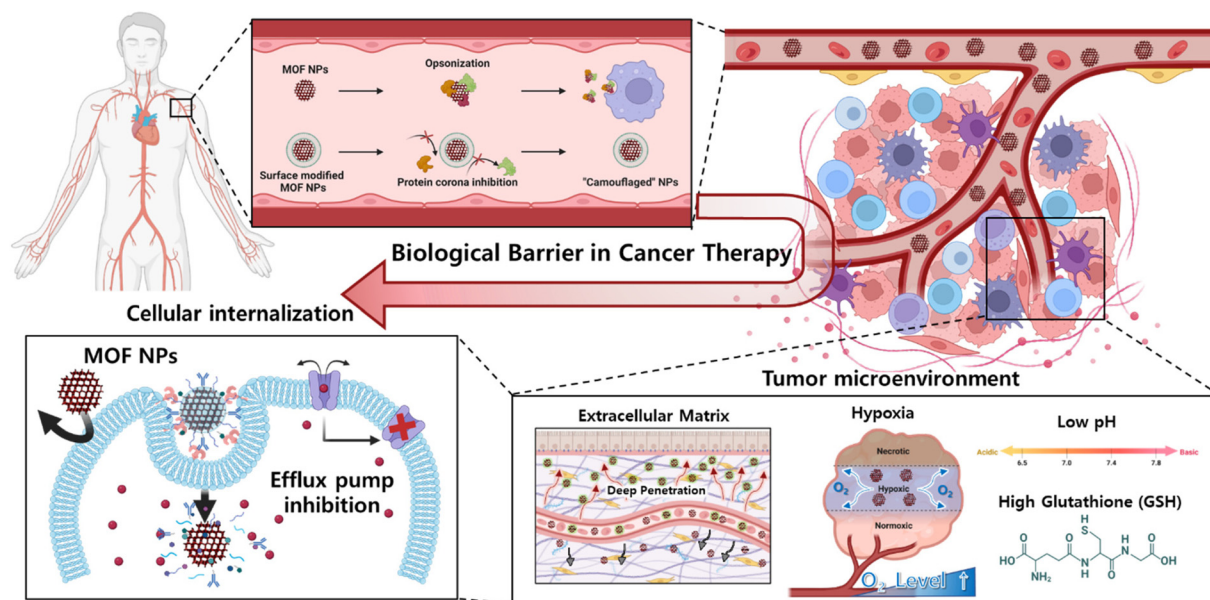 MOF NPs
Opsonization
Surface modified
MOF NPs
Protein corona inhibition
"Camouflaged" NPs
Biological Barrier in Cancer Therapy
Cellular internalization
Tumor microenvironment
MOF NPs
Efflux pump
inhibition
Extracellular Matrix
Deep Penetration
Hypoxia
Necrotic
O₂
Hypoxic
O₂
Normoxic
O₂ Level ↑
Low pH
Acidic
Basic
6.5 7.0 7.4 7.8
High Glutathione (GSH)
H
S
O
O
O
HO
N
H
N
H
OH
NH₂